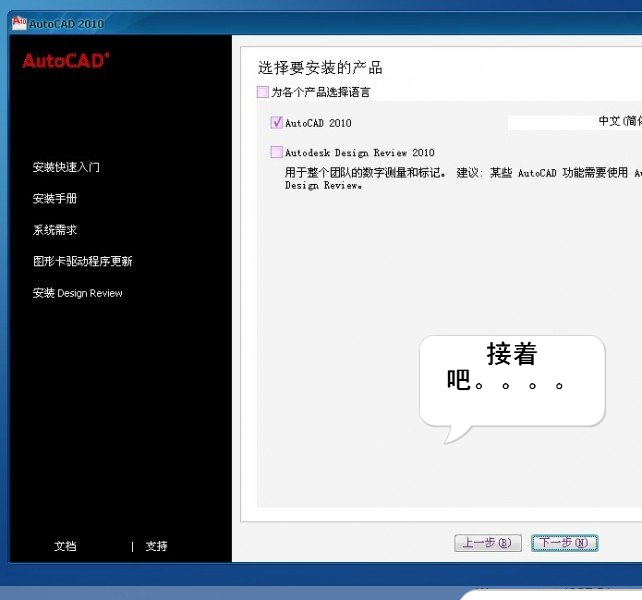 AutoCAD 2010
AutoCAD
选择要安装的产品
为各个产品选择语言
AutoCAD 2010
中文(简体
Autodesk Design Review 2010
用于整个团队的数字测量和标记。 建议: 某些 AutoCAD 功能需要使用
Design Review。
安装快速入门
安装手册
系统需求
图形卡驱动程序更新
安装 Design Review
接着
吧。。。。
文档 | 支持
上一步(B) 下一步(N)